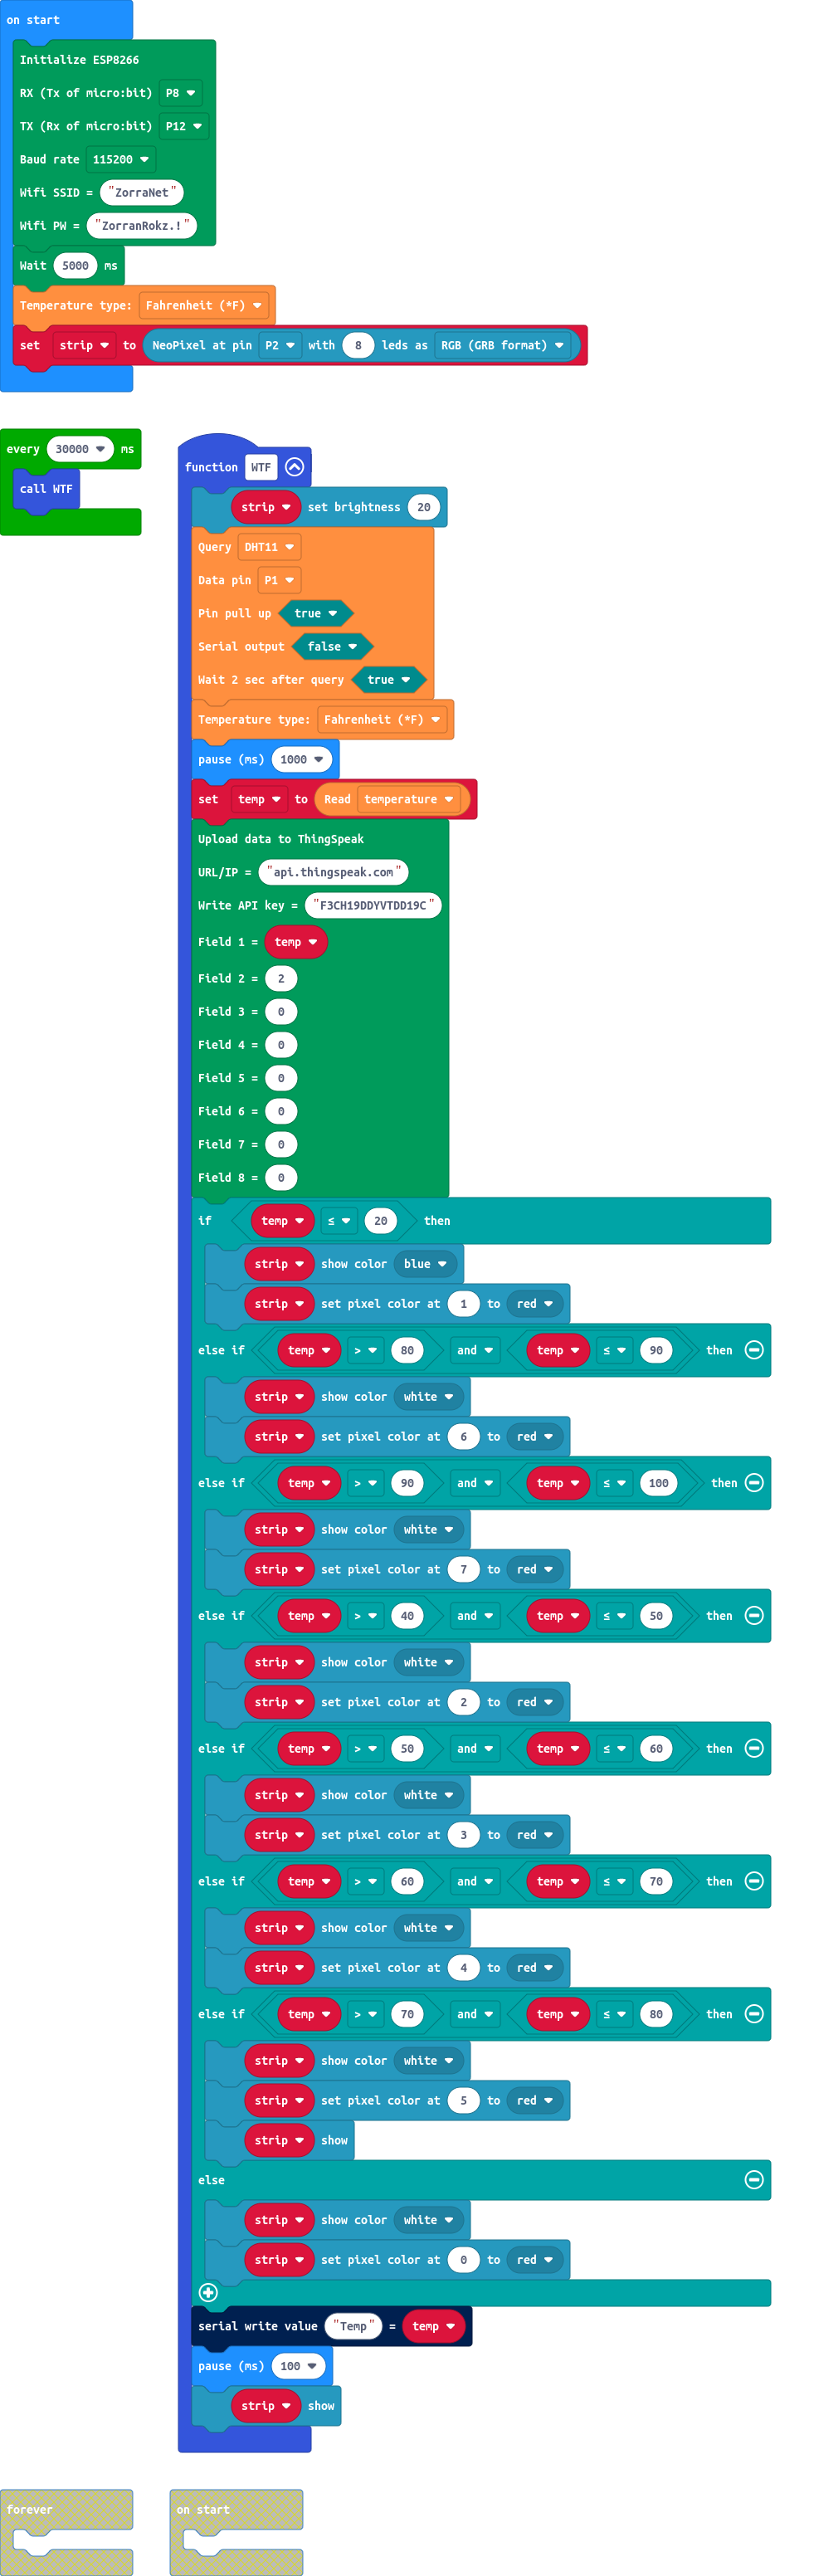 on start
Initialize ESP8266
RX (Tx of micro:bit) P8
TX (Rx of micro:bit) P12
Baud rate 115200
Wifi SSID = "ZorraNet"
Wifi PW = "ZorranRokz.!"
Wait 5000 ms
Temperature type: Fahrenheit (*F)
set strip to NeoPixel at pin P2 with 8 leds as RGB (GRB format)
every 30000 ms
call WTF
function WTF
strip set brightness 20
Query DHT11
Data pin P1
Pin pull up true
Serial output false
Wait 2 sec after query true
Temperature type: Fahrenheit (*F)
pause (ms) 1000
set temp to Read temperature
Upload data to ThingSpeak
URL/IP = "api.thingspeak.com"
Write API key = "F3CH19DDYVTDD19C"
Field 1 = temp
Field 2 = 2
Field 3 = 0
Field 4 = 0
Field 5 = 0
Field 6 = 0
Field 7 = 0
Field 8 = 0
if temp ≤ 20 then
strip show color blue
strip set pixel color at 1 to red
else if temp > 80 and temp ≤ 90 then
strip show color white
strip set pixel color at 6 to red
else if temp > 90 and temp ≤ 100 then
strip show color white
strip set pixel color at 7 to red
else if temp > 40 and temp ≤ 50 then
strip show color white
strip set pixel color at 2 to red
else if temp > 50 and temp ≤ 60 then
strip show color white
strip set pixel color at 3 to red
else if temp > 60 and temp ≤ 70 then
strip show color white
strip set pixel color at 4 to red
else if temp > 70 and temp ≤ 80 then
strip show color white
strip set pixel color at 5 to red
strip show
else
strip show color white
strip set pixel color at 0 to red
serial write value "Temp" = temp
pause (ms) 100
strip show
forever
on start